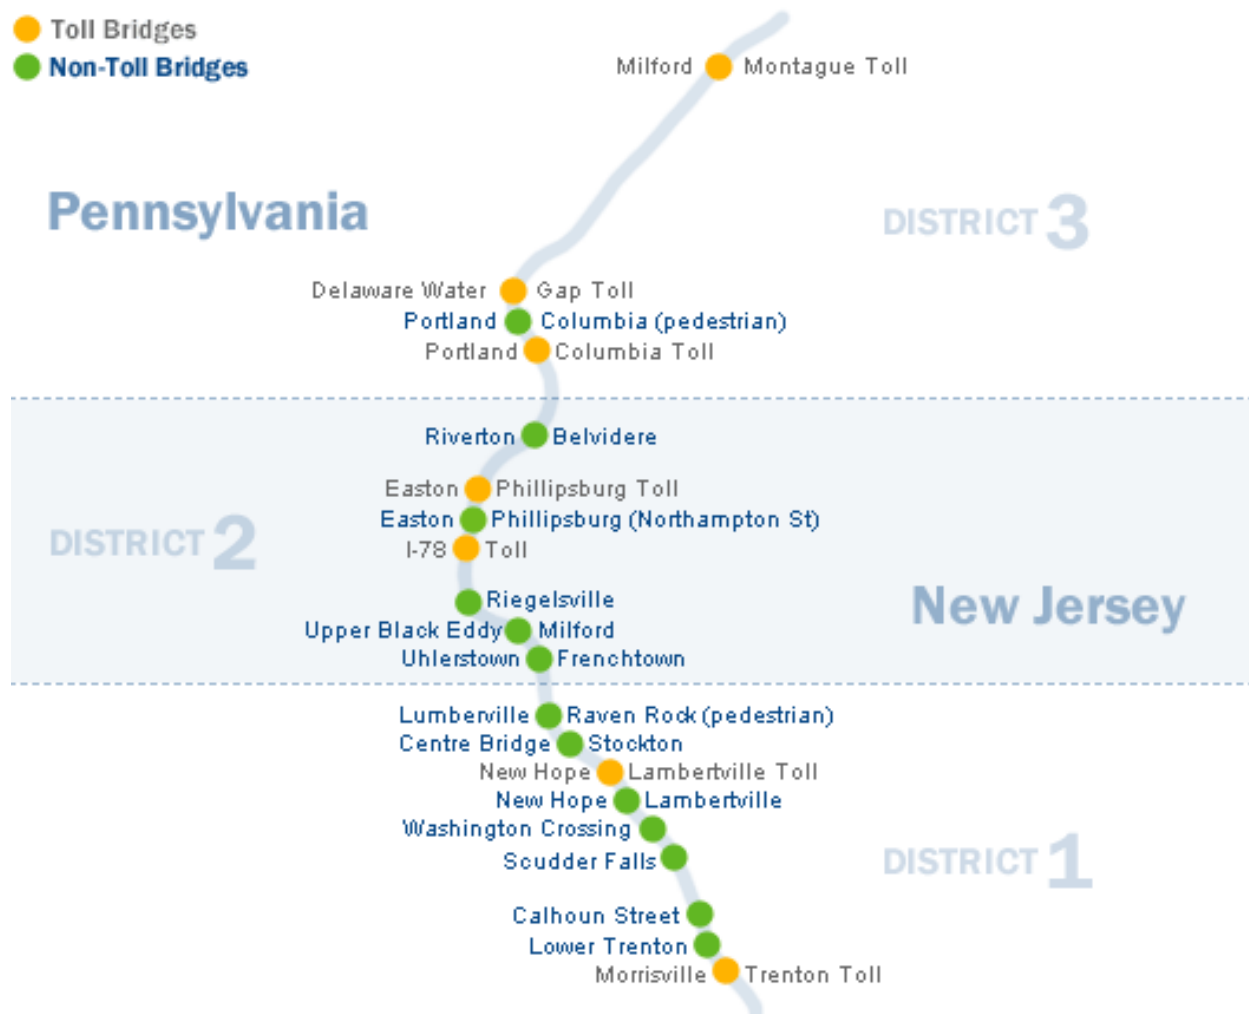 Toll Bridges
Non-Toll Bridges
Milford Montague Toll
Pennsylvania
DISTRICT 3
Delaware Water Gap Toll
Portland Columbia (pedestrian)
Portland Columbia Toll
Riverton Belvidere
Easton Phillipsburg Toll
Easton Phillipsburg (Northampton St)
DISTRICT 2
I-78 Toll
Riegelsville
New Jersey
Upper Black Eddy Milford
Uhlerstown Frenchtown
Lumberville Raven Rock (pedestrian)
Centre Bridge Stockton
New Hope Lambertville Toll
New Hope Lambertville
Washington Crossing
Scudder Falls
DISTRICT 1
Calhoun Street
Lower Trenton
Morrisville Trenton Toll